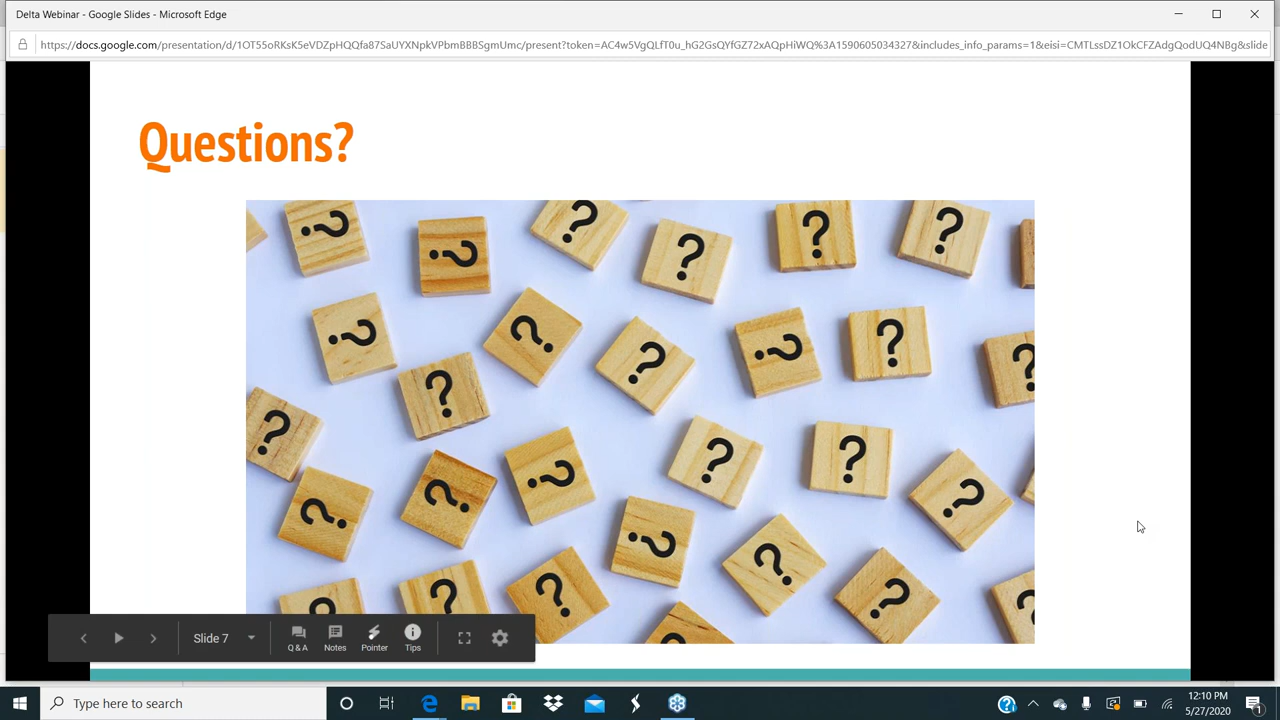 Delta Webinar - Google Slides - Microsoft Edge
https://docs.google.com/presentation/d/1OT55oRKsK5eVDZpHQQfa87SaUYXNpkVPbmBBBSgmUmc/present?token=AC4w5VgQLfT0u_hG2GsQYfGZ72xAQpHiWQ%3A1590605034327&includes_info_params=1&eisi=CMTLssDZ1OkCFZAdgQodUQ4NBg&slide
Questions?
? ? ? ? ? ?
? ? ? ? ? ?
? ?
? ? ? ?
? ? ? ?
? ? ? ?
? ? ? ?
Slide 7
Q & A Notes Pointer Tips
Type here to search
12:10 PM
5/27/2020
1